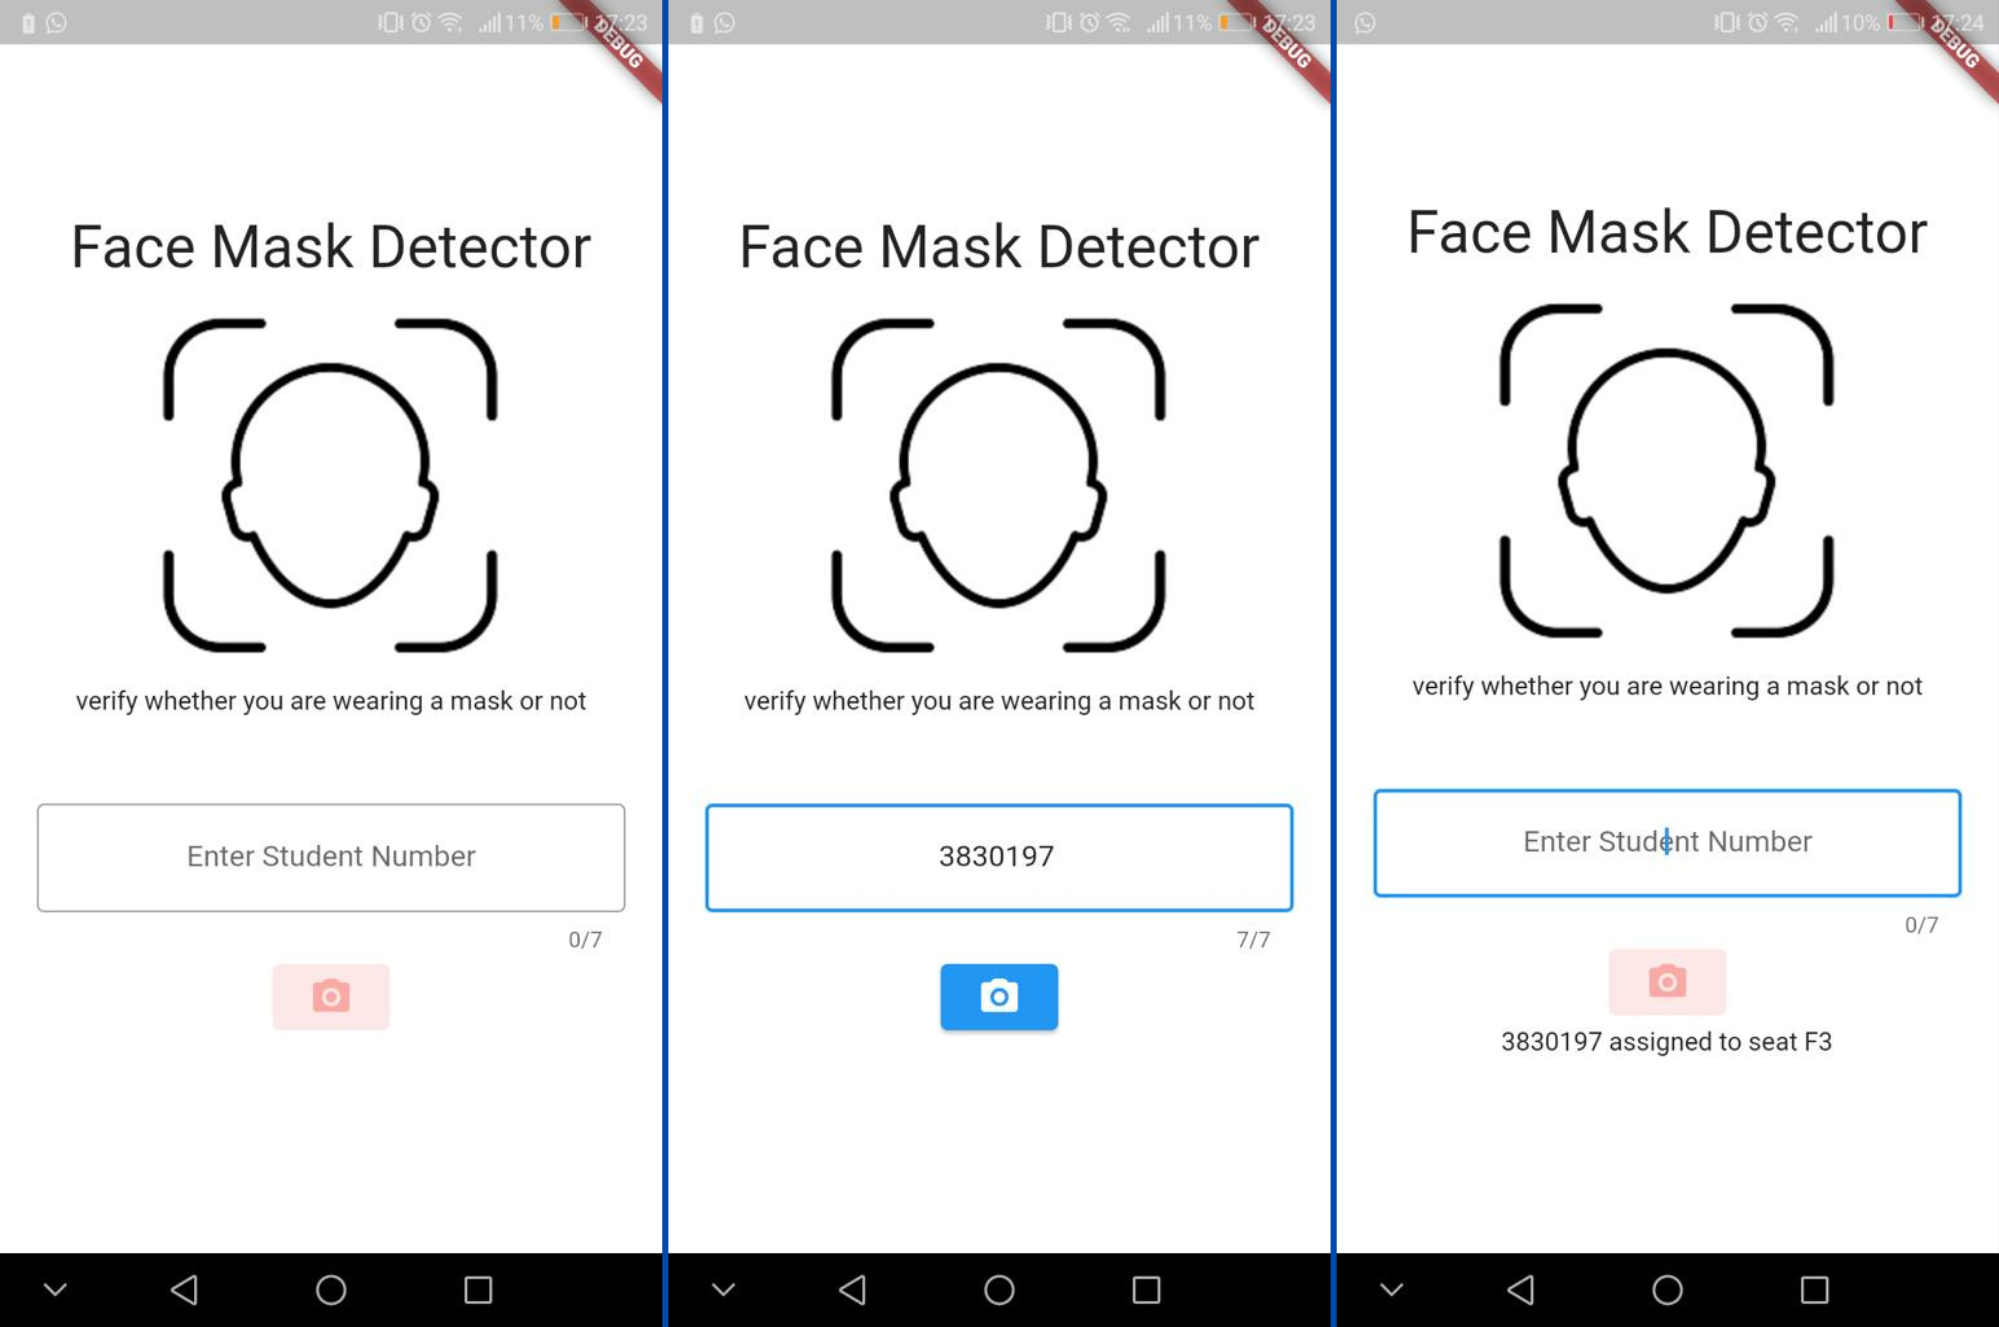 11% 17:23
DEBUG
Face Mask Detector
verify whether you are wearing a mask or not
Enter Student Number
0/7
11% 17:23
DEBUG
Face Mask Detector
verify whether you are wearing a mask or not
3830197
7/7
10% 17:24
DEBUG
Face Mask Detector
verify whether you are wearing a mask or not
Enter Student Number
0/7
3830197 assigned to seat F3